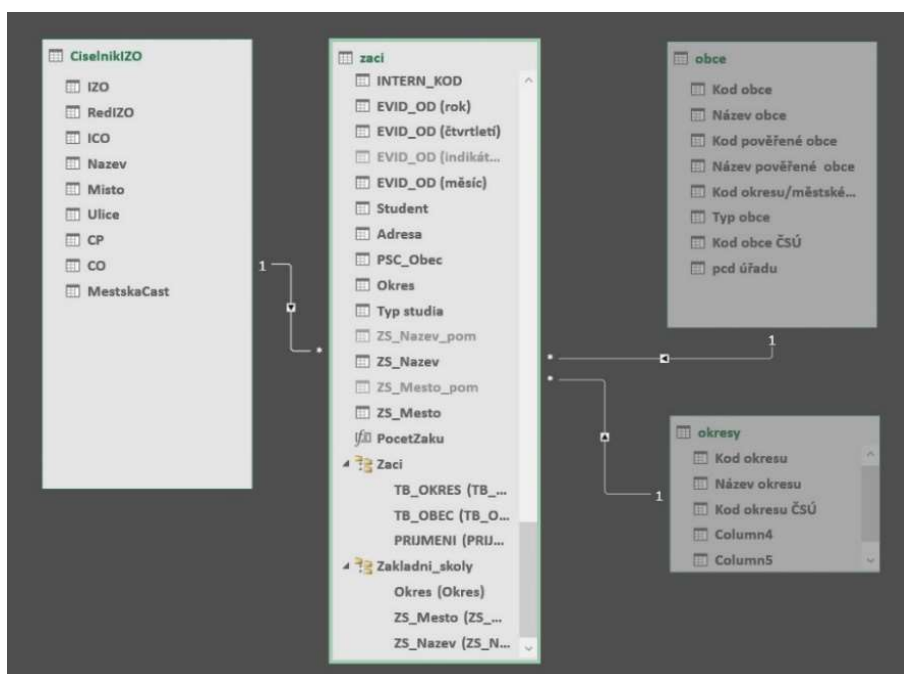 CiselnikIZO
IZO
RedIZO
ICO
Nazev
Misto
Ulice
CP
CO
MestskaCast
1
*
zaci
INTERN_KOD
EVID_OD (rok)
EVID_OD (čtvrtletí)
EVID_OD (indikát...
EVID_OD (měsíc)
Student
Adresa
PSC_Obec
Okres
Typ studia
ZS_Nazev_pom
ZS_Nazev
ZS_Mesto_pom
ZS_Mesto
fx PocetZaku
Zaci
TB_OKRES (TB_...
TB_OBEC (TB_O...
PRIJMENI (PRIJ...
Zakladni_skoly
Okres (Okres)
ZS_Mesto (ZS_...
ZS_Nazev (ZS_N...
obce
Kod obce
Název obce
Kod pověřené obce
Název pověřené obce
Kod okresu/městské...
Typ obce
Kod obce ČSÚ
pcd úřadu
1
*
*
1
okresy
Kod okresu
Název okresu
Kod okresu ČSÚ
Column4
Column5